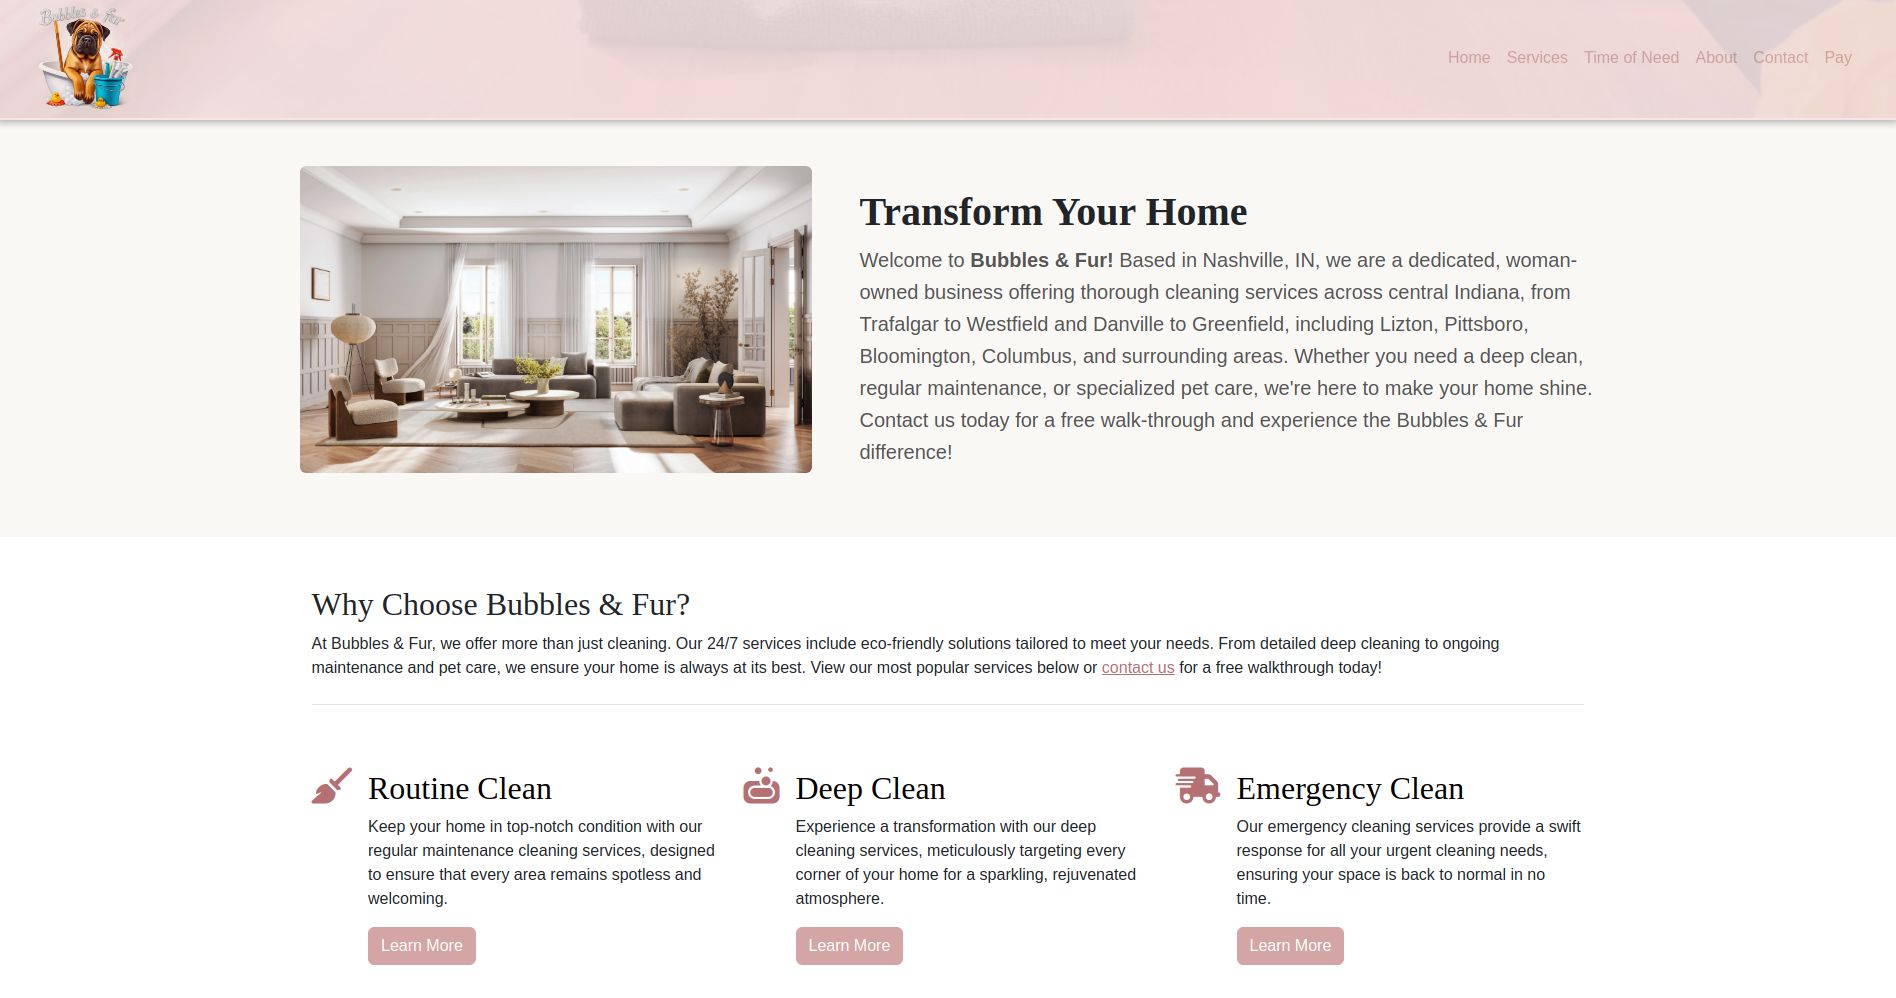 Bubbles & Fur
Home Services Time of Need About Contact Pay
Transform Your Home
Welcome to Bubbles & Fur! Based in Nashville, IN, we are a dedicated, woman-
owned business offering thorough cleaning services across central Indiana, from
Trafalgar to Westfield and Danville to Greenfield, including Lizton, Pittsboro,
Bloomington, Columbus, and surrounding areas. Whether you need a deep clean,
regular maintenance, or specialized pet care, we're here to make your home shine.
Contact us today for a free walk-through and experience the Bubbles & Fur
difference!
Why Choose Bubbles & Fur?
At Bubbles & Fur, we offer more than just cleaning. Our 24/7 services include eco-friendly solutions tailored to meet your needs. From detailed deep cleaning to ongoing
maintenance and pet care, we ensure your home is always at its best. View our most popular services below or contact us for a free walkthrough today!
Routine Clean
Keep your home in top-notch condition with our
regular maintenance cleaning services, designed
to ensure that every area remains spotless and
welcoming.
Learn More
Deep Clean
Experience a transformation with our deep
cleaning services, meticulously targeting every
corner of your home for a sparkling, rejuvenated
atmosphere.
Learn More
Emergency Clean
Our emergency cleaning services provide a swift
response for all your urgent cleaning needs,
ensuring your space is back to normal in no
time.
Learn More